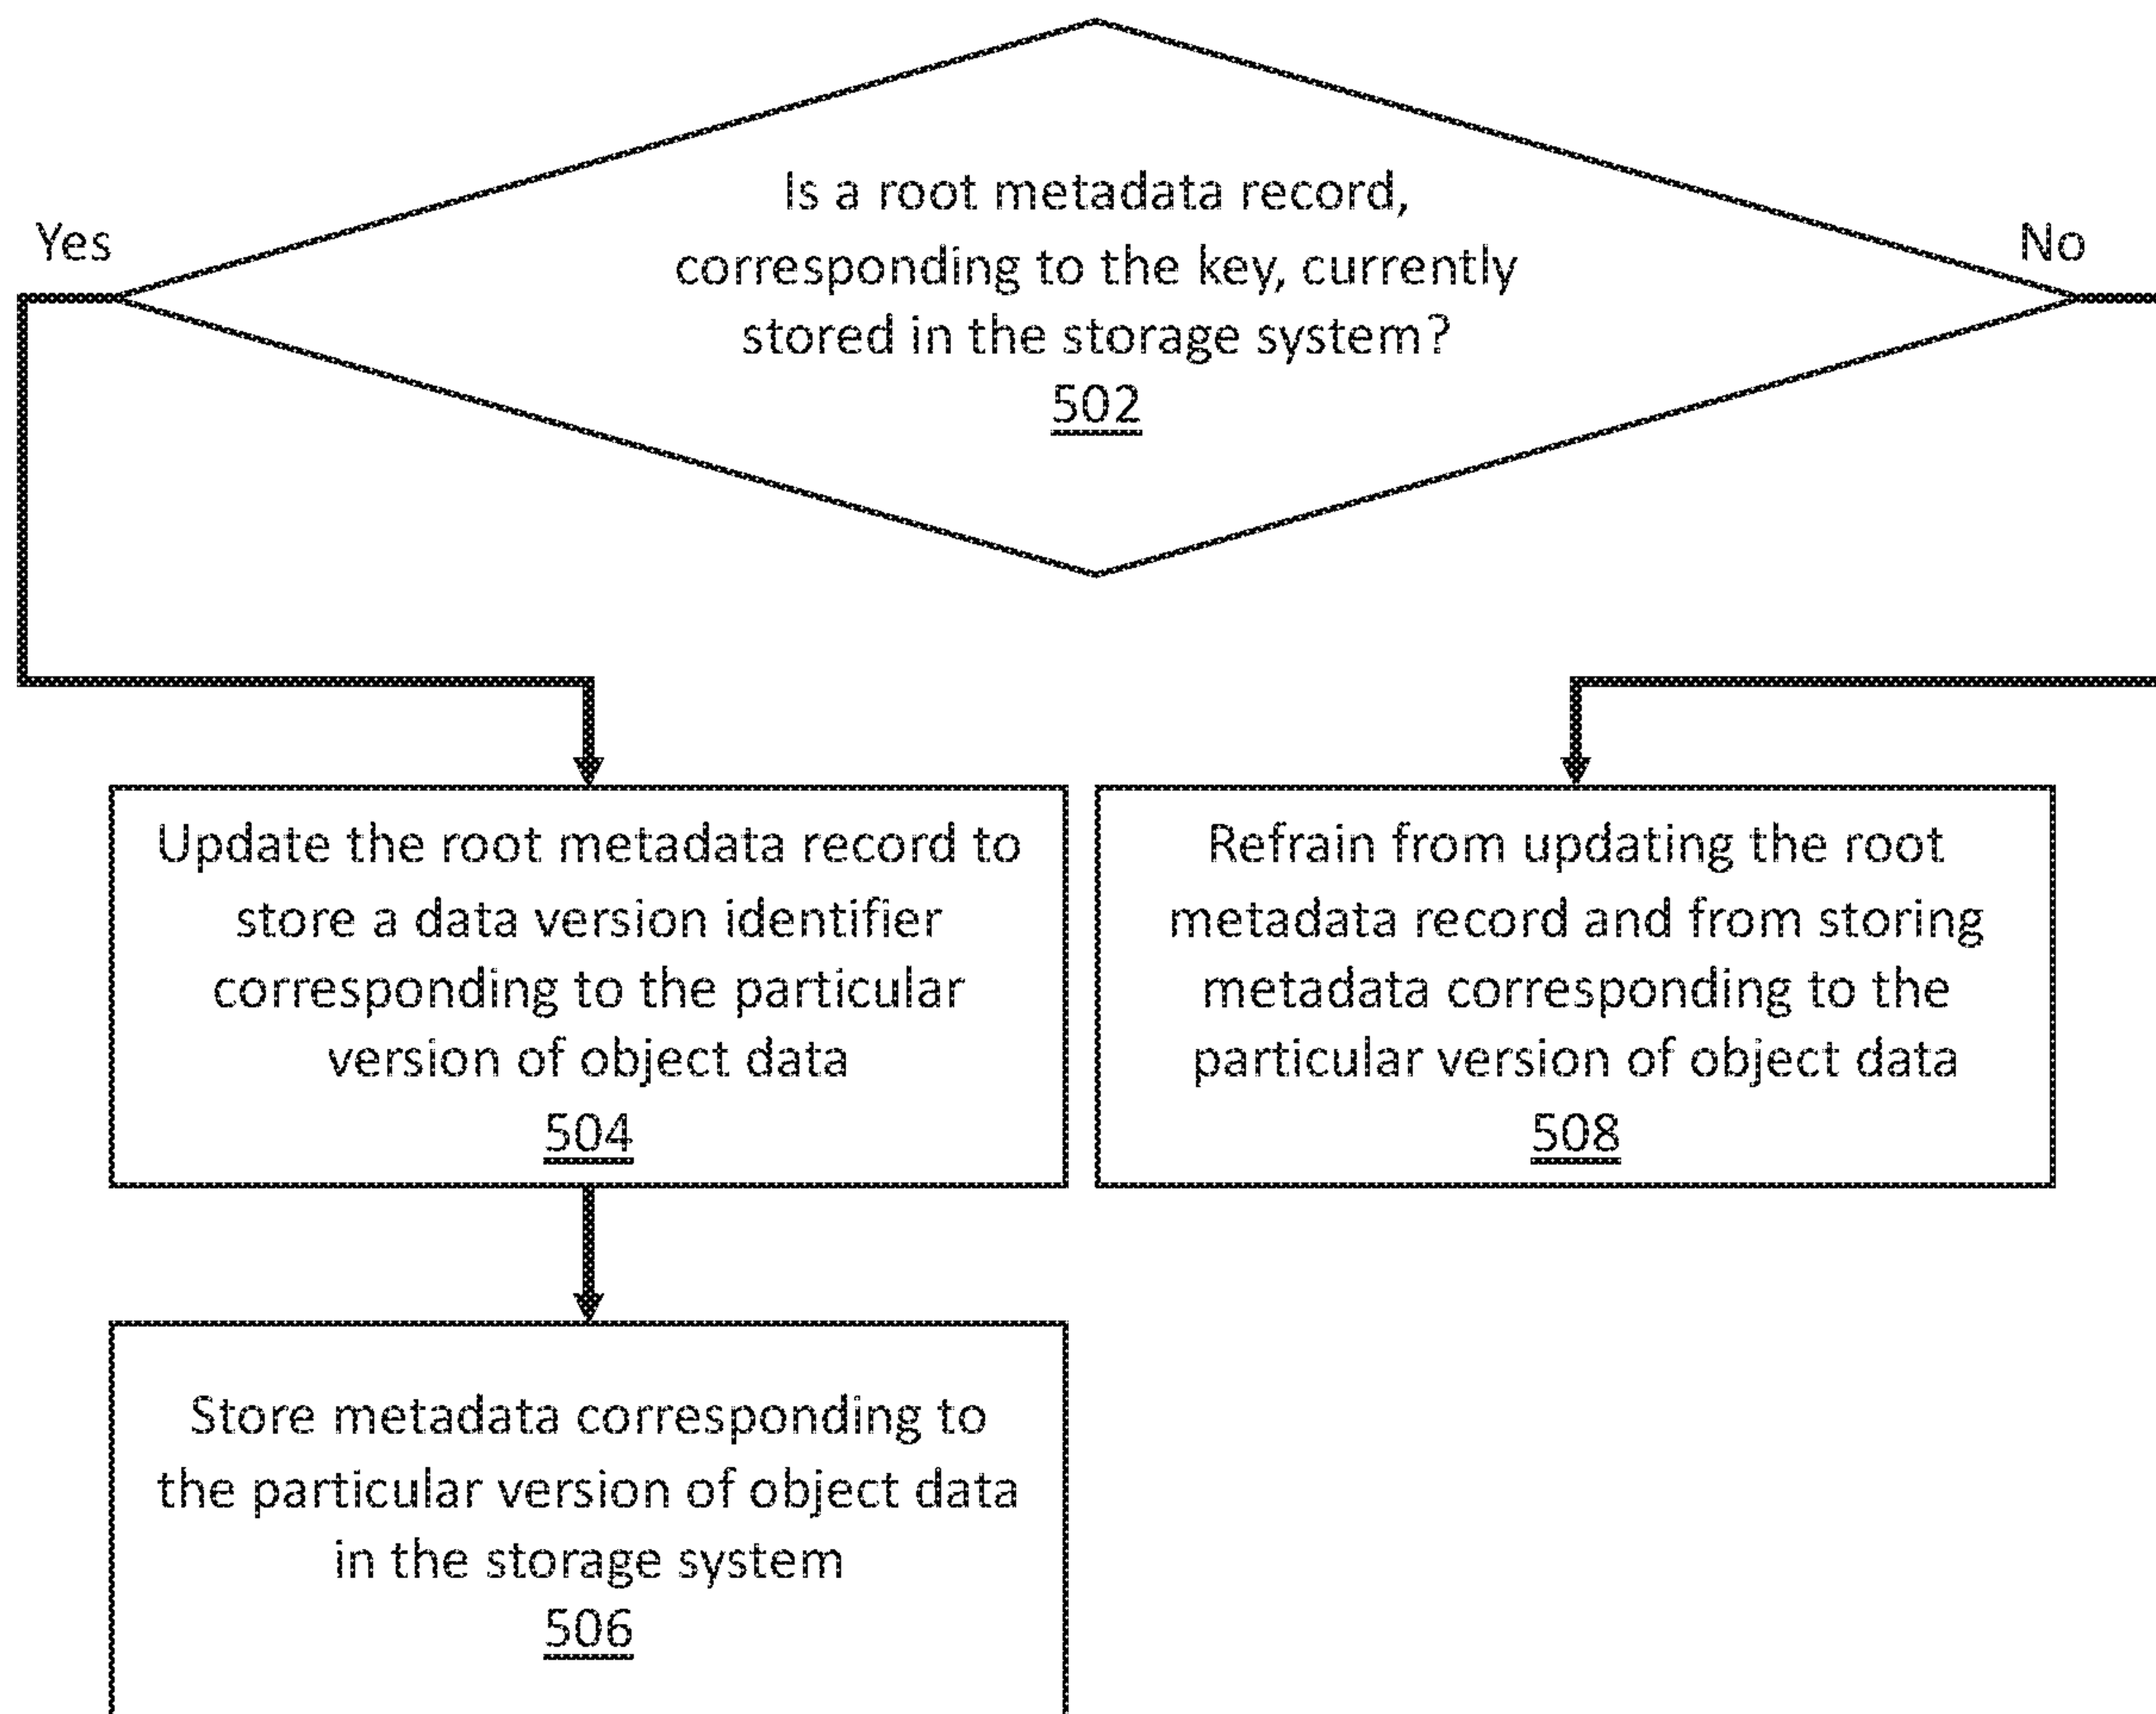 Is a root metadata record,
corresponding to the key, currently
stored in the storage system?
502
Yes
No
Update the root metadata record to
store a data version identifier
corresponding to the particular
version of object data
504
Refrain from updating the root
metadata record and from storing
metadata corresponding to the
particular version of object data
508
Store metadata corresponding to
the particular version of object data
in the storage system
506